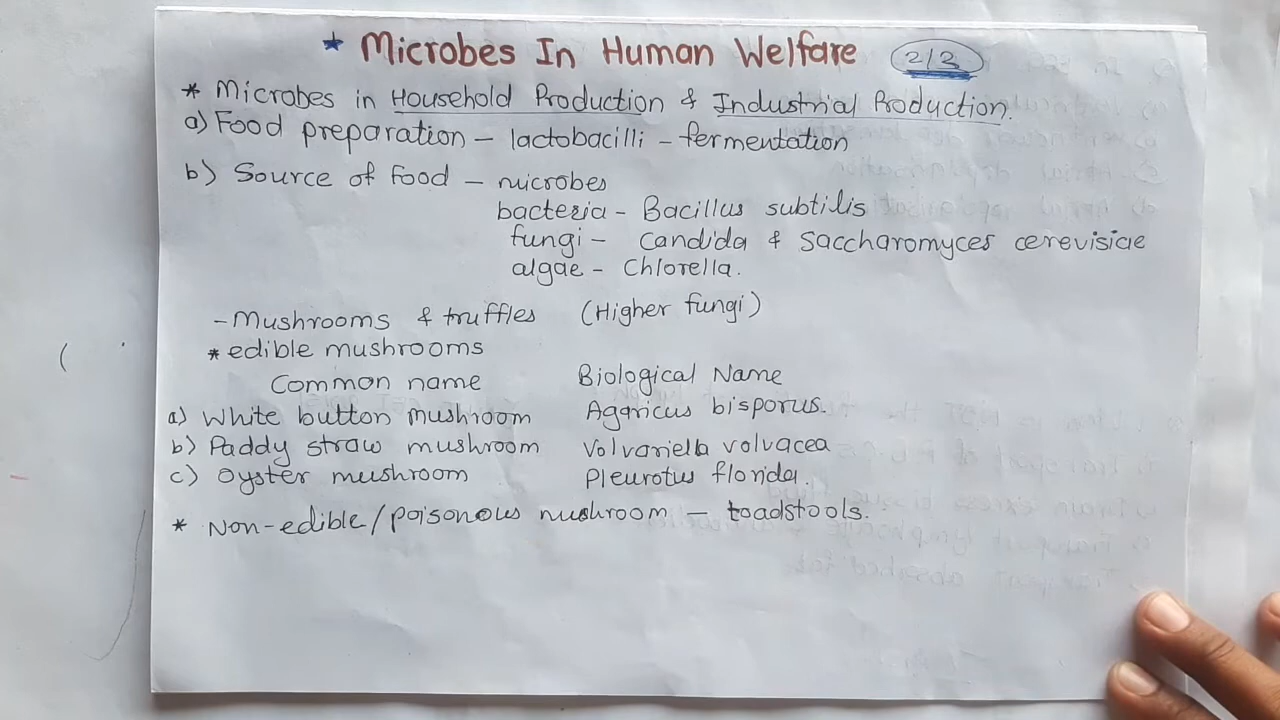 ★ Microbes In Human Welfare 2/3
* Microbes in Household Production & Industrial Production.
a) Food preparation – lactobacilli – fermentation
b) Source of food – microbes
bacteria – Bacillus subtilis
fungi – Candida & Saccharomyces cerevisiae
algae – Chlorella.
– Mushrooms & truffles (Higher fungi)
* edible mushrooms
Common name Biological Name
a) White button mushroom Agaricus bisporus.
b) Paddy straw mushroom Volvariella volvacea
c) Oyster mushroom Pleurotus florida.
* Non-edible/poisonous mushroom – toadstools.